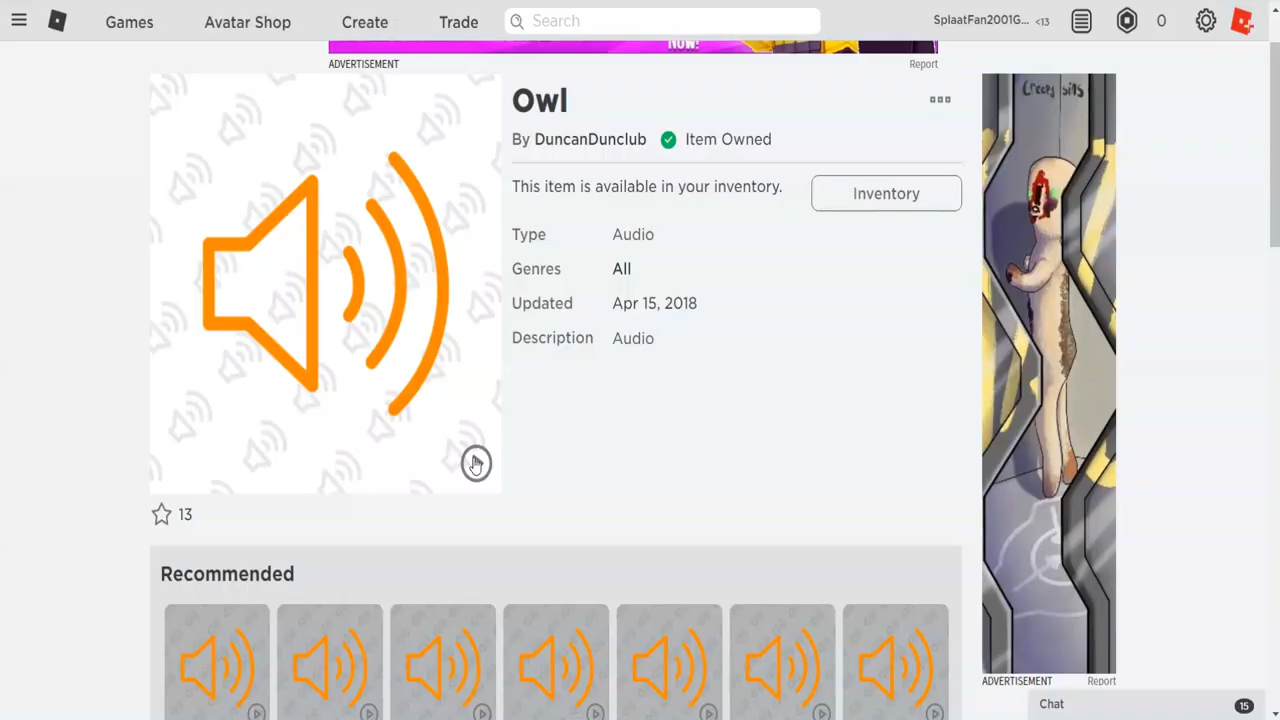 Games Avatar Shop Create Trade Search SplaatFan2001G... <13 0
NOW!
ADVERTISEMENT Report
Owl
By DuncanDunclub Item Owned
This item is available in your inventory. Inventory
Type Audio
Genres All
Updated Apr 15, 2018
Description Audio
13
Recommended
Creepy sins
ADVERTISEMENT Report
Chat 15